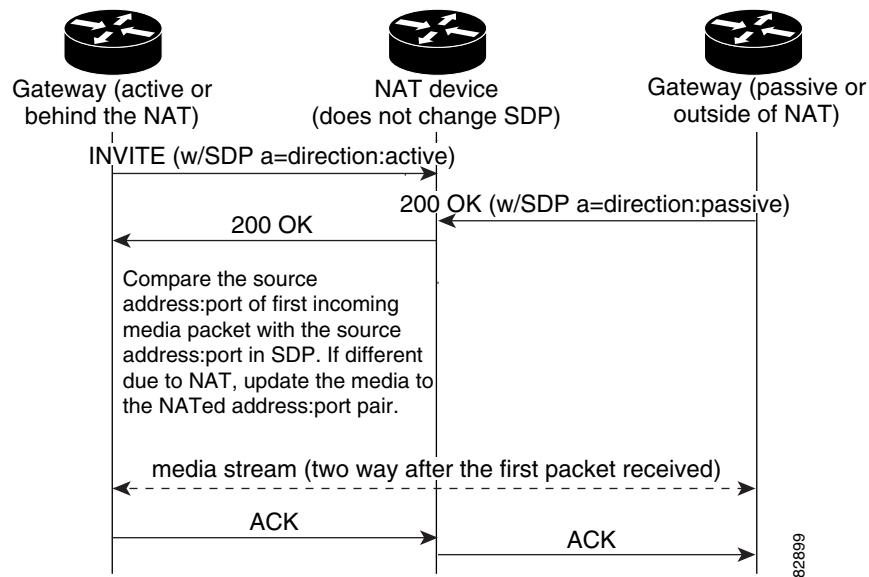 Gateway (active or
behind the NAT)
NAT device
(does not change SDP)
Gateway (passive or
outside of NAT)
INVITE (w/SDP a=direction:active)
200 OK (w/SDP a=direction:passive)
200 OK
Compare the source
address:port of first incoming
media packet with the source
address:port in SDP. If different
due to NAT, update the media to
the NATed address:port pair.
media stream (two way after the first packet received)
ACK
ACK
82899